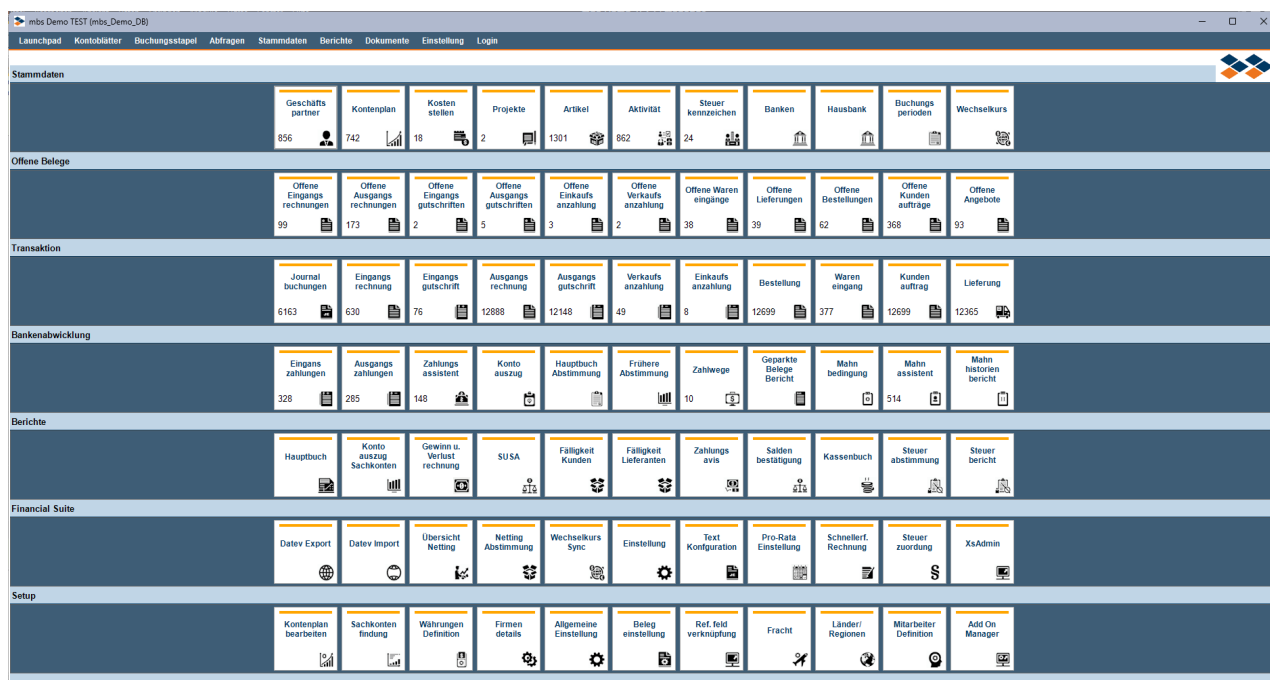 mbs Demo TEST (mbs_Demo_DB)
Launchpad Kontoblätter Buchungsstapel Abfragen Stammdaten Berichte Dokumente Einstellung Login
Stammdaten
Geschäfts
partner
856
Kontenplan
742
Kosten
stellen
18
Projekte
2
Artikel
1301
Aktivität
862
Steuer
kennzeichen
24
Banken
Hausbank
Buchungs
perioden
Wechselkurs
Offene Belege
Offene
Eingangs
rechnungen
99
Offene
Ausgangs
rechnungen
173
Offene
Eingangs
gutschriften
2
Offene
Ausgangs
gutschriften
5
Offene
Einkaufs
anzahlung
3
Offene
Verkaufs
anzahlung
2
Offene Waren
eingänge
38
Offene
Lieferungen
39
Offene
Bestellungen
62
Offene
Kunden
aufträge
368
Offene
Angebote
93
Transaktion
Journal
buchungen
6163
Eingangs
rechnung
630
Eingangs
gutschrift
76
Ausgangs
rechnung
12888
Ausgangs
gutschrift
12148
Verkaufs
anzahlung
49
Einkaufs
anzahlung
8
Bestellung
12699
Waren
eingang
377
Kunden
auftrag
12699
Lieferung
12365
Bankenabwicklung
Eingans
zahlungen
328
Ausgangs
zahlungen
285
Zahlungs
assistent
148
Konto
auszug
Hauptbuch
Abstimmung
Frühere
Abstimmung
Zahlwege
10
Geparkte
Belege
Bericht
Mahn
bedingung
Mahn
assistent
514
Mahn
historien
bericht
Berichte
Hauptbuch
Konto
auszug
Sachkonten
Gewinn u.
Verlust
rechnung
SUSA
Fälligkeit
Kunden
Fälligkeit
Lieferanten
Zahlungs
avis
Salden
bestätigung
Kassenbuch
Steuer
abstimmung
Steuer
bericht
Financial Suite
Datev Export
Datev Import
Übersicht
Netting
Netting
Abstimmung
Wechselkurs
Sync
Einstellung
Text
Konfguration
Pro-Rata
Einstellung
Schnellerf.
Rechnung
Steuer
zuordung
XsAdmin
Setup
Kontenplan
bearbeiten
Sachkonten
findung
Währungen
Definition
Firmen
details
Allgemeine
Einstellung
Beleg
einstellung
Ref. feld
verknüpfung
Fracht
Länder/
Regionen
Mitarbeiter
Definition
Add On
Manager